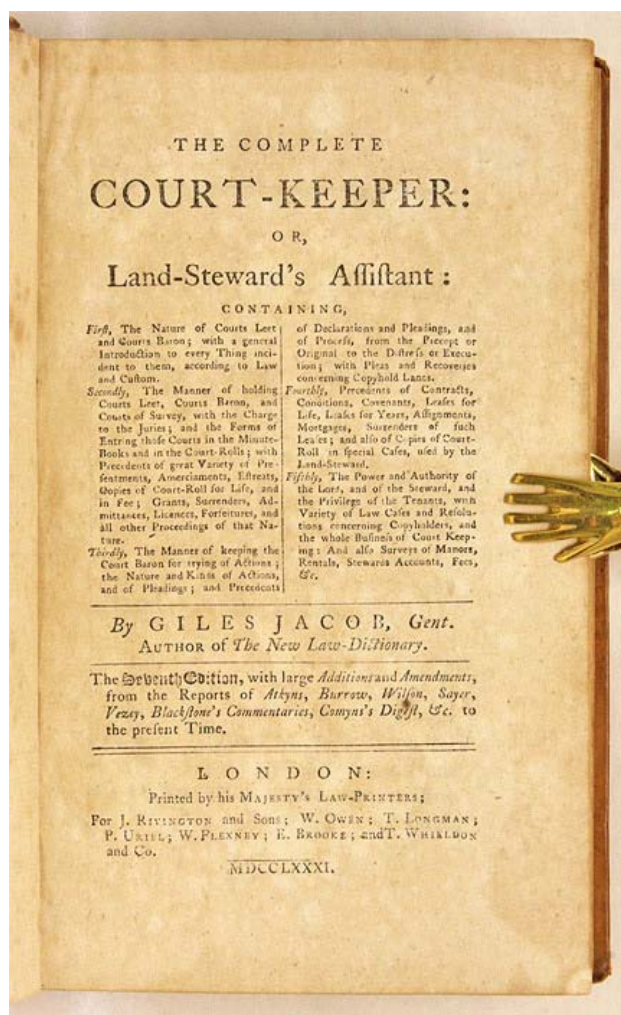 THE COMPLETE
COURT-KEEPER:
OR,
Land-Steward's Aſſiſtant:
CONTAINING,
Firſt, The Nature of Courts Leet
and Courts Baron; with a general
Introduction to every Thing inci-
dent to them, according to Law
and Cuſtom.
Secondly, The Manner of holding
Courts Leet, Courts Baron, and
Courts of Survey, with the Charge
to the Juries; and the Forms of
Entring thoſe Courts in the Minute-
Books and in the Court-Rolls; with
Precedents of great Variety of Pre-
ſentments, Amerciaments, Eſtreats,
Copies of Court-Roll for Life, and
in Fee; Grants, Surrenders, Ad-
mittances, Licences, Forfeitures, and
all other Proceedings of that Na-
ture.
Thirdly, The Manner of keeping the
Court Baron for trying of Actions;
the Nature and Kinds of Actions,
and of Pleadings; and Precedents
of Declarations and Pleadings, and
of Proceſs, from the Precept or
Original to the Diſtreſs or Execu-
tion; with Pleas and Recoveries
concerning Copyhold Lands.
Fourthly, Precedents of Contracts,
Conditions, Covenants, Leaſes for
Life, Leaſes for Years, Aſſignments,
Mortgages, Surrenders of ſuch
Leaſes; and alſo of Copies of Court-
Roll in ſpecial Caſes, uſed by the
Land-Steward.
Fifthly, The Power and Authority of
the Lord, and of the Steward, and
the Privilege of the Tenants, with
Variety of Law Caſes and Reſolu-
tions concerning Copyholders, and
the whole Buſineſs of Court Keep-
ing: And alſo Surveys of Manors,
Rentals, Stewards Accounts, Fees,
&c.
By GILES JACOB, Gent.
AUTHOR of The New Law-Dictionary.
The Seventh Edition, with large Additions and Amendments,
from the Reports of Atkyns, Burrow, Wilſon, Sayer,
Vezey, Blackſtone's Commentaries, Comyns's Digeſt, &c. to
the preſent Time.
LONDON:
Printed by his MAJESTY'S LAW-PRINTERS;
For J. RIVINGTON and Sons; W. OWEN; T. LONGMAN;
P. URIEL; W. FLEXNEY; E. BROOKE; and T. WHIELDON
and Co.
MDCCLXXXI.